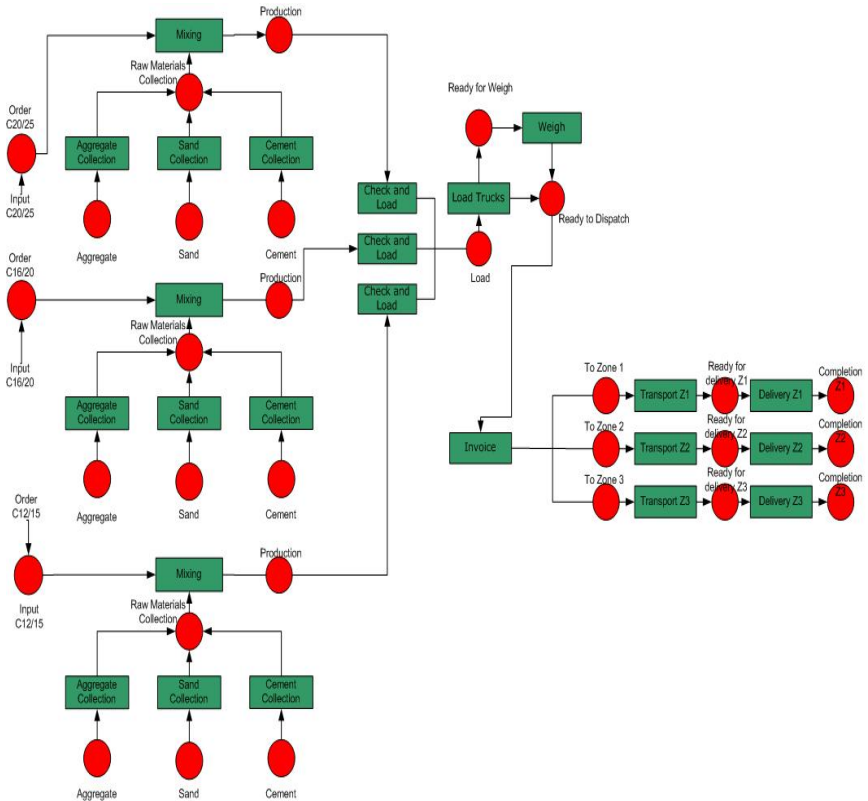 Production
Mixing
Raw Materials
Collection
Order
C20/25
Aggregate
Collection
Sand
Collection
Cement
Collection
Input
C20/25
Aggregate
Sand
Cement
Ready for Weigh
Weigh
Check and
Load
Load Trucks
Ready to Dispatch
Check and
Load
Load
Check and
Load
Order
C16/20
Production
Mixing
Raw Materials
Collection
Input
C16/20
Aggregate
Collection
Sand
Collection
Cement
Collection
Aggregate
Sand
Cement
Invoice
To Zone 1
Transport Z1
Ready for
delivery Z1
Delivery Z1
Completion
Z1
To Zone 2
Transport Z2
Ready for
delivery Z2
Delivery Z2
Completion
Z2
To Zone 3
Transport Z3
Ready for
delivery Z3
Delivery Z3
Completion
Z3
Order
C12/15
Production
Mixing
Raw Materials
Collection
Input
C12/15
Aggregate
Collection
Sand
Collection
Cement
Collection
Aggregate
Sand
Cement